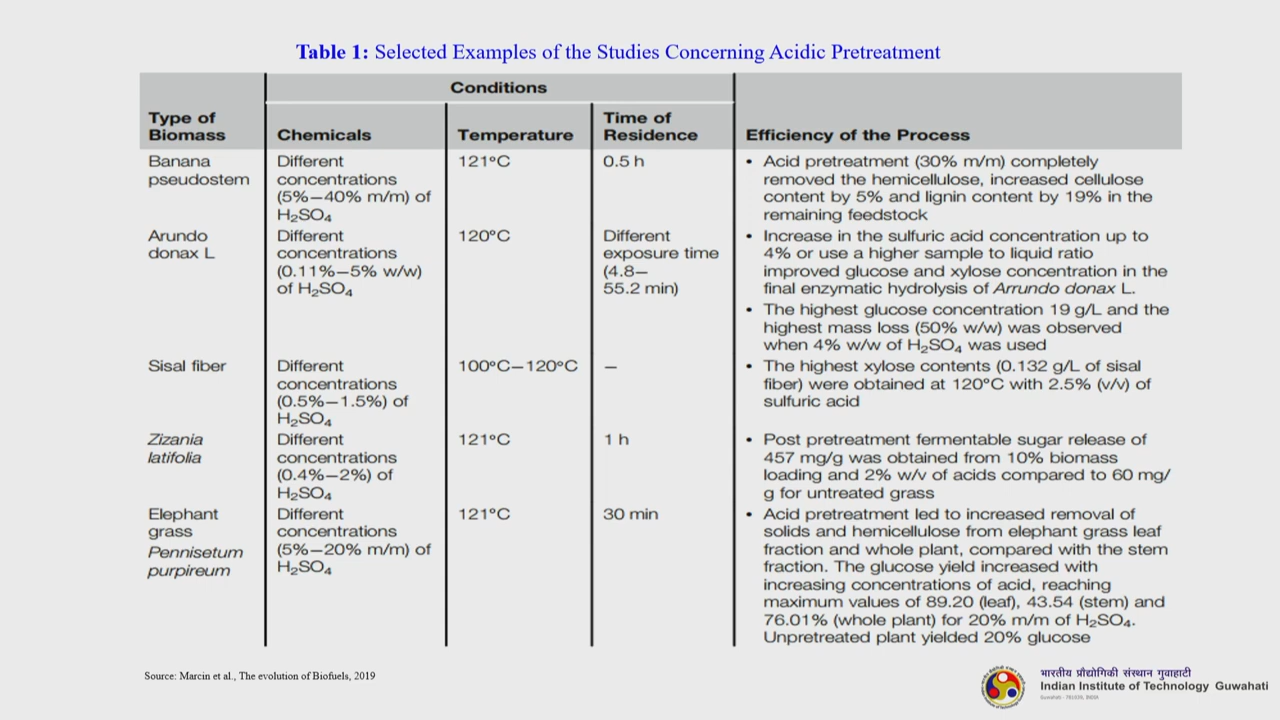 Table 1: Selected Examples of the Studies Concerning Acidic Pretreatment
Conditions
Type of
Biomass
Chemicals
Temperature
Time of
Residence
Efficiency of the Process
Banana
pseudostem
Different
concentrations
(5%–40% m/m) of
H₂SO₄
121°C
0.5 h
• Acid pretreatment (30% m/m) completely
removed the hemicellulose, increased cellulose
content by 5% and lignin content by 19% in the
remaining feedstock
Arundo
donax L
Different
concentrations
(0.11%–5% w/w)
of H₂SO₄
120°C
Different
exposure time
(4.8–
55.2 min)
• Increase in the sulfuric acid concentration up to
4% or use a higher sample to liquid ratio
improved glucose and xylose concentration in the
final enzymatic hydrolysis of Arrundo donax L.
• The highest glucose concentration 19 g/L and the
highest mass loss (50% w/w) was observed
when 4% w/w of H₂SO₄ was used
Sisal fiber
Different
concentrations
(0.5%–1.5%) of
H₂SO₄
100°C–120°C
–
• The highest xylose contents (0.132 g/L of sisal
fiber) were obtained at 120°C with 2.5% (v/v) of
sulfuric acid
Zizania
latifolia
Different
concentrations
(0.4%–2%) of
H₂SO₄
121°C
1 h
• Post pretreatment fermentable sugar release of
457 mg/g was obtained from 10% biomass
loading and 2% w/v of acids compared to 60 mg/
g for untreated grass
Elephant
grass
Pennisetum
purpireum
Different
concentrations
(5%–20% m/m) of
H₂SO₄
121°C
30 min
• Acid pretreatment led to increased removal of
solids and hemicellulose from elephant grass leaf
fraction and whole plant, compared with the stem
fraction. The glucose yield increased with
increasing concentrations of acid, reaching
maximum values of 89.20 (leaf), 43.54 (stem) and
76.01% (whole plant) for 20% m/m of H₂SO₄.
Unpretreated plant yielded 20% glucose
Source: Marcin et al., The evolution of Biofuels, 2019
भारतीय प्रौद्योगिकी संस्थान गुवाहाटी
Indian Institute of Technology Guwahati
Guwahati - 781039, INDIA